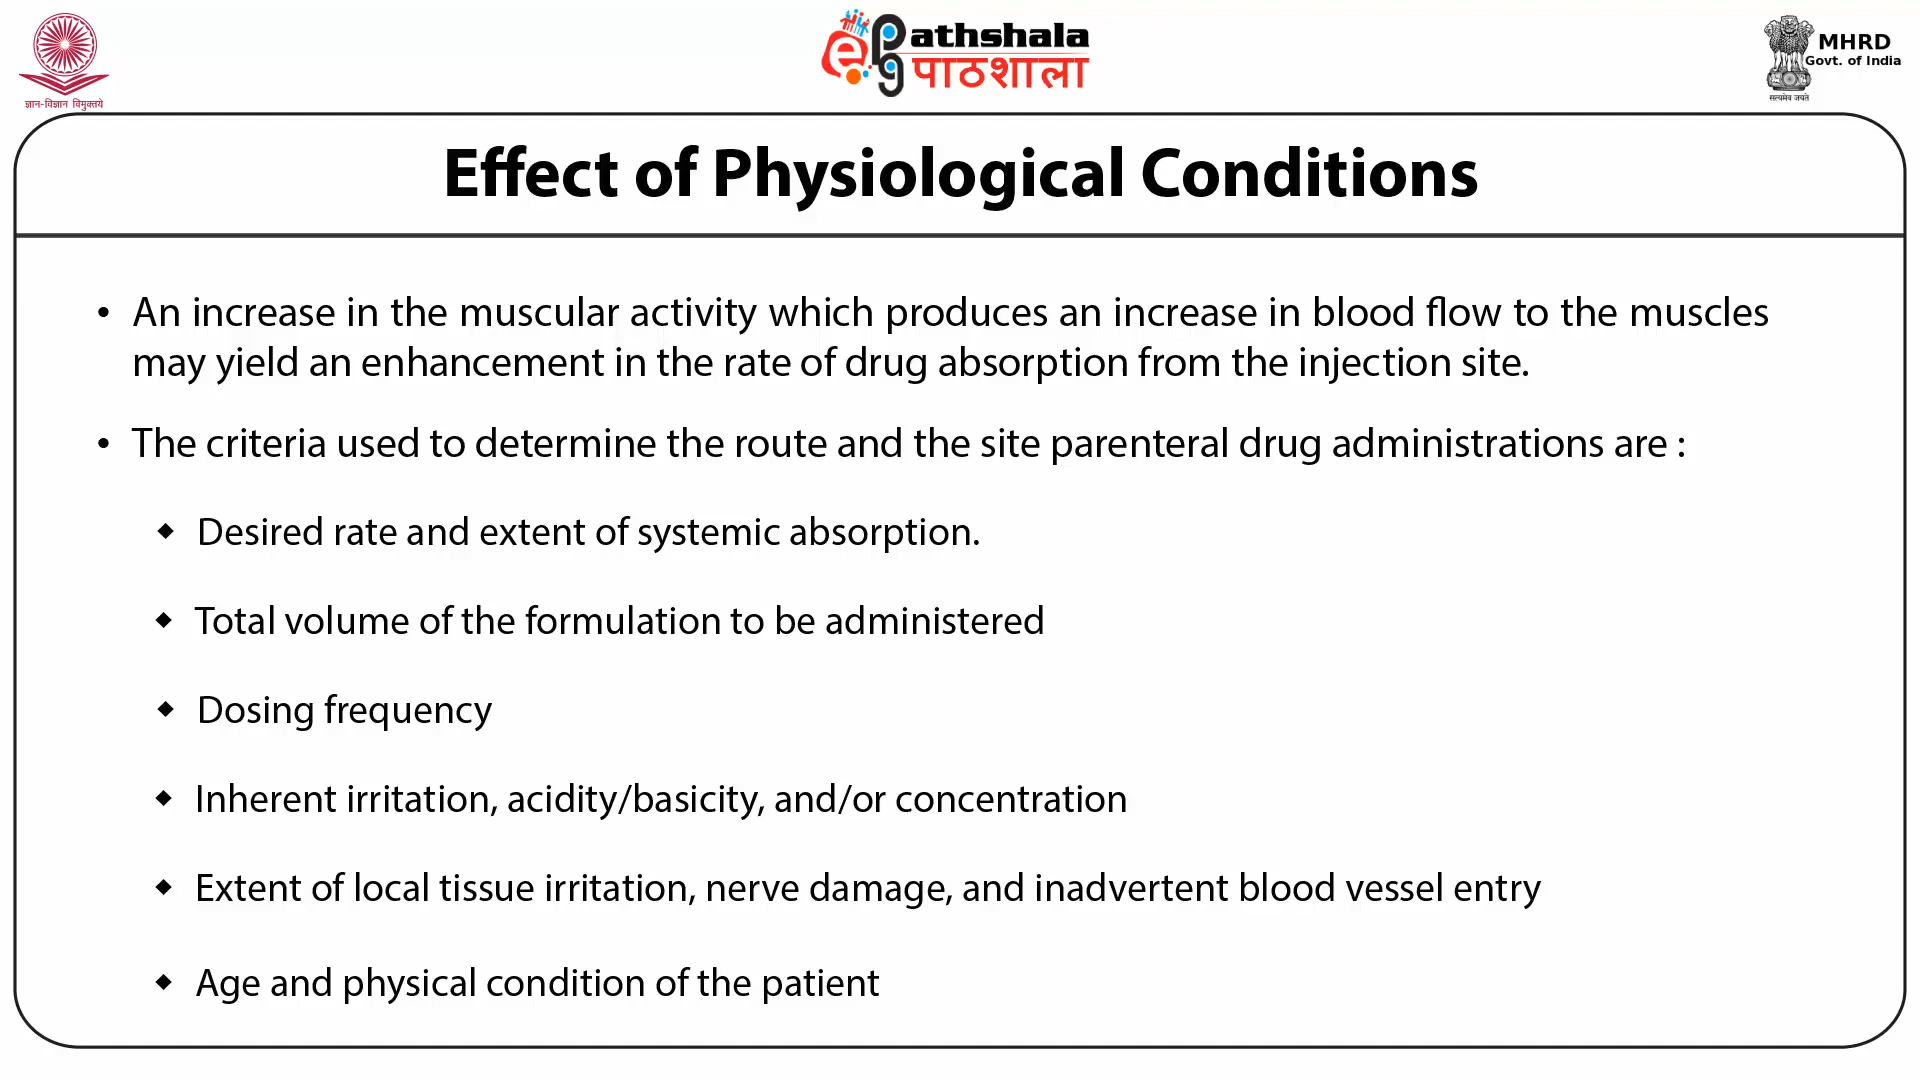 ज्ञान-विज्ञान विमुक्तये
ePathshala
पाठशाला
MHRD
Govt. of India
सत्यमेव जयते
Effect of Physiological Conditions
• An increase in the muscular activity which produces an increase in blood flow to the muscles
may yield an enhancement in the rate of drug absorption from the injection site.
• The criteria used to determine the route and the site parenteral drug administrations are :
◆ Desired rate and extent of systemic absorption.
◆ Total volume of the formulation to be administered
◆ Dosing frequency
◆ Inherent irritation, acidity/basicity, and/or concentration
◆ Extent of local tissue irritation, nerve damage, and inadvertent blood vessel entry
◆ Age and physical condition of the patient